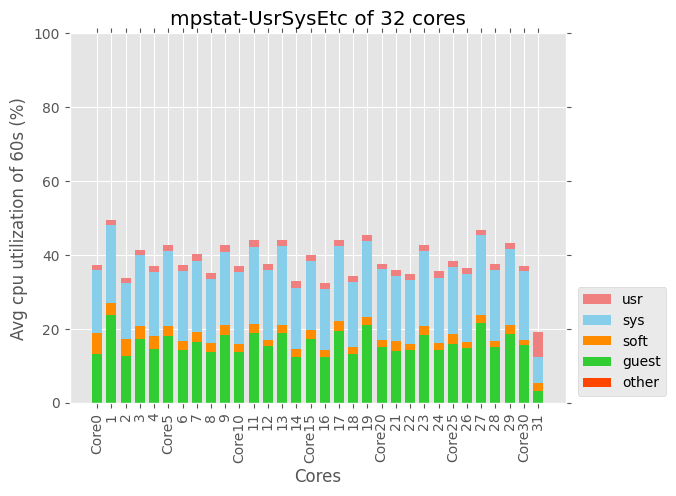 mpstat-UsrSysEtc of 32 cores
Avg cpu utilization of 60s (%)
100
80
60
40
20
0
Core0
1
2
3
4
Core5
6
7
8
9
Core10
11
12
13
14
Core15
16
17
18
19
Core20
21
22
23
24
Core25
26
27
28
29
Core30
31
Cores
usr
sys
soft
guest
other